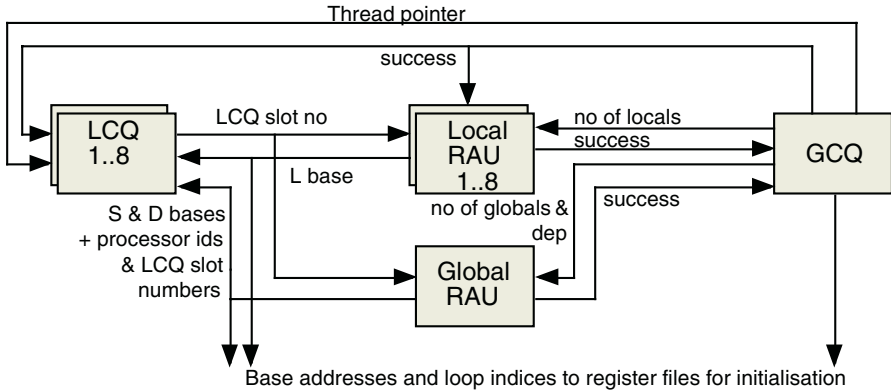 Thread pointer
success
LCQ
1..8
LCQ slot no
Local
RAU
1..8
no of locals
success
GCQ
L base
S & D bases
+ processor ids
& LCQ slot
numbers
no of globals &
dep
success
Global
RAU
Base addresses and loop indices to register files for initialisation